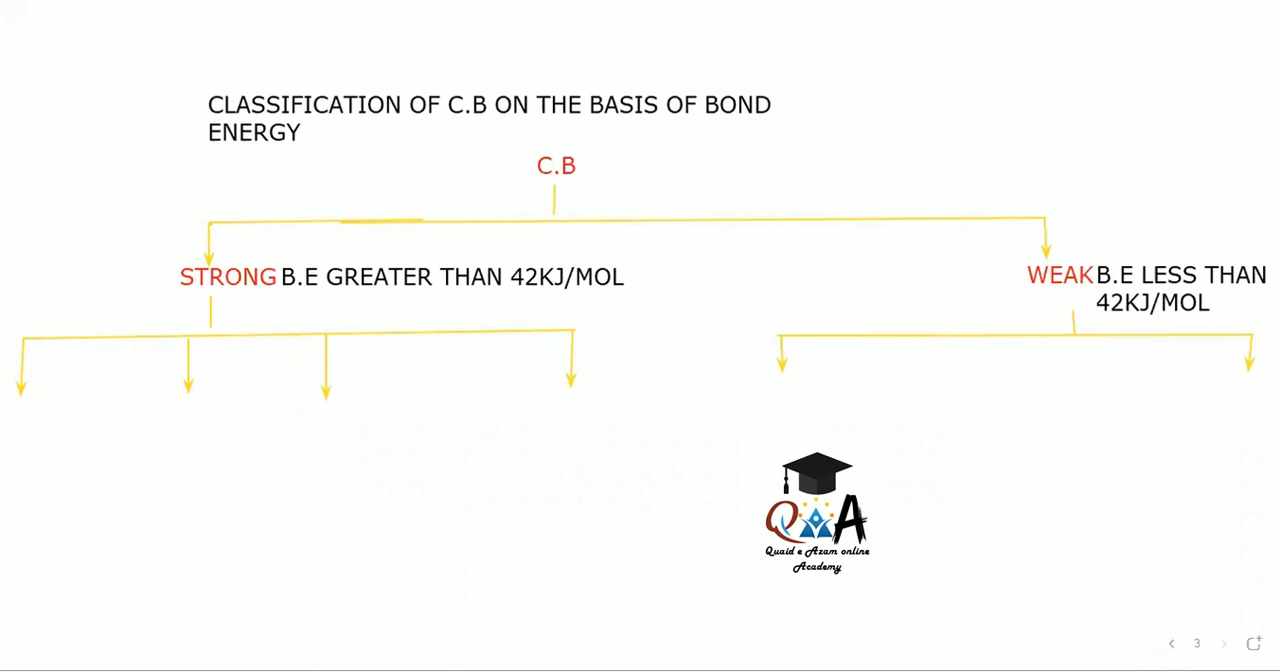 CLASSIFICATION OF C.B ON THE BASIS OF BOND
ENERGY
C.B
STRONG B.E GREATER THAN 42KJ/MOL
WEAK B.E LESS THAN
42KJ/MOL
QAA
Quaid e Azam online
Academy
3